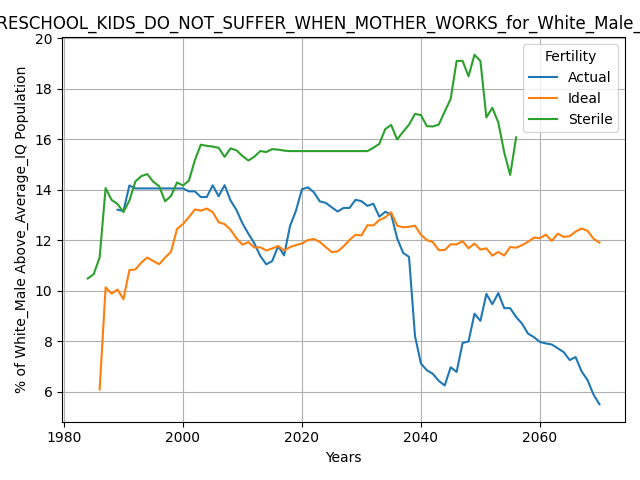 RESCHOOL_KIDS_DO_NOT_SUFFER_WHEN_MOTHER_WORKS_for_White_Male_
% of White_Male Above_Average_IQ Population
20
18
16
14
12
10
8
6
Fertility
Actual
Ideal
Sterile
1980
2000
2020
2040
2060
Years